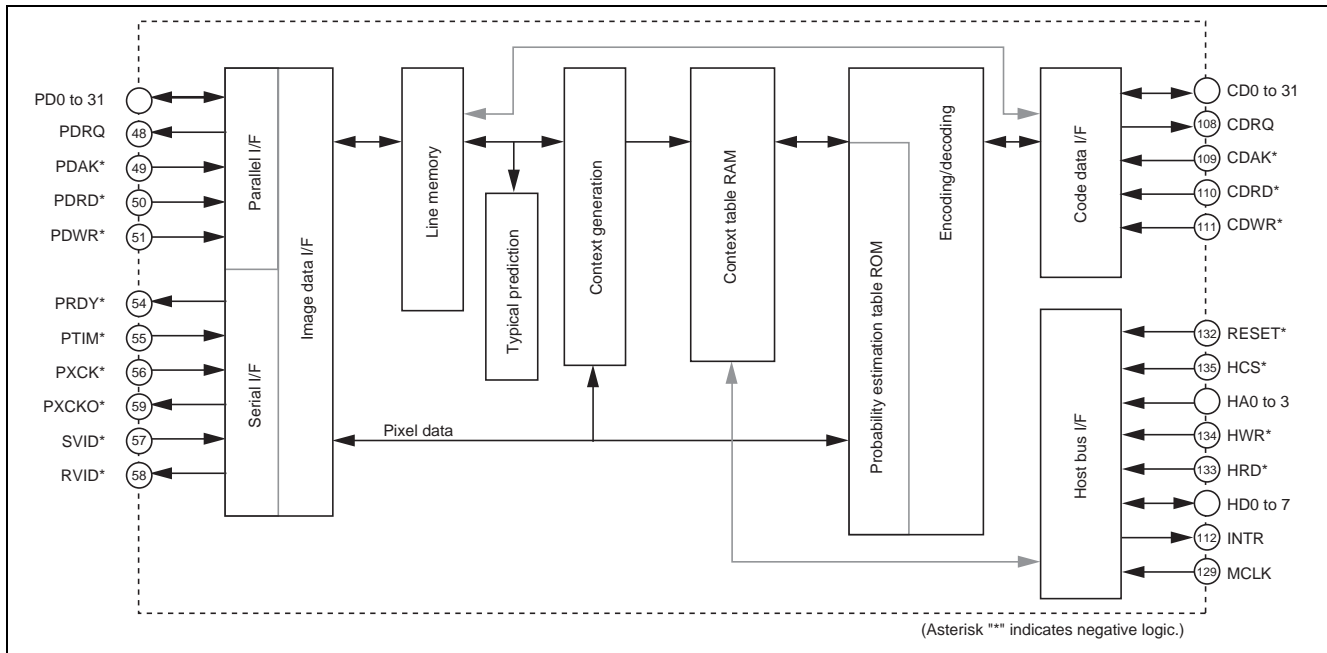 PD0 to 31
PDRQ
48
PDAK*
49
PDRD*
50
PDWR*
51
PRDY*
54
PTIM*
55
PXCK*
56
PXCKO*
59
SVID*
57
RVID*
58
Parallel I/F
Serial I/F
Image data I/F
Line memory
Typical prediction
Context generation
Context table RAM
Probability estimation table ROM
Encoding/decoding
Pixel data
Code data I/F
Host bus I/F
CD0 to 31
108
CDRQ
109
CDAK*
110
CDRD*
111
CDWR*
132
RESET*
135
HCS*
HA0 to 3
134
HWR*
133
HRD*
HD0 to 7
112
INTR
129
MCLK
(Asterisk "*" indicates negative logic.)